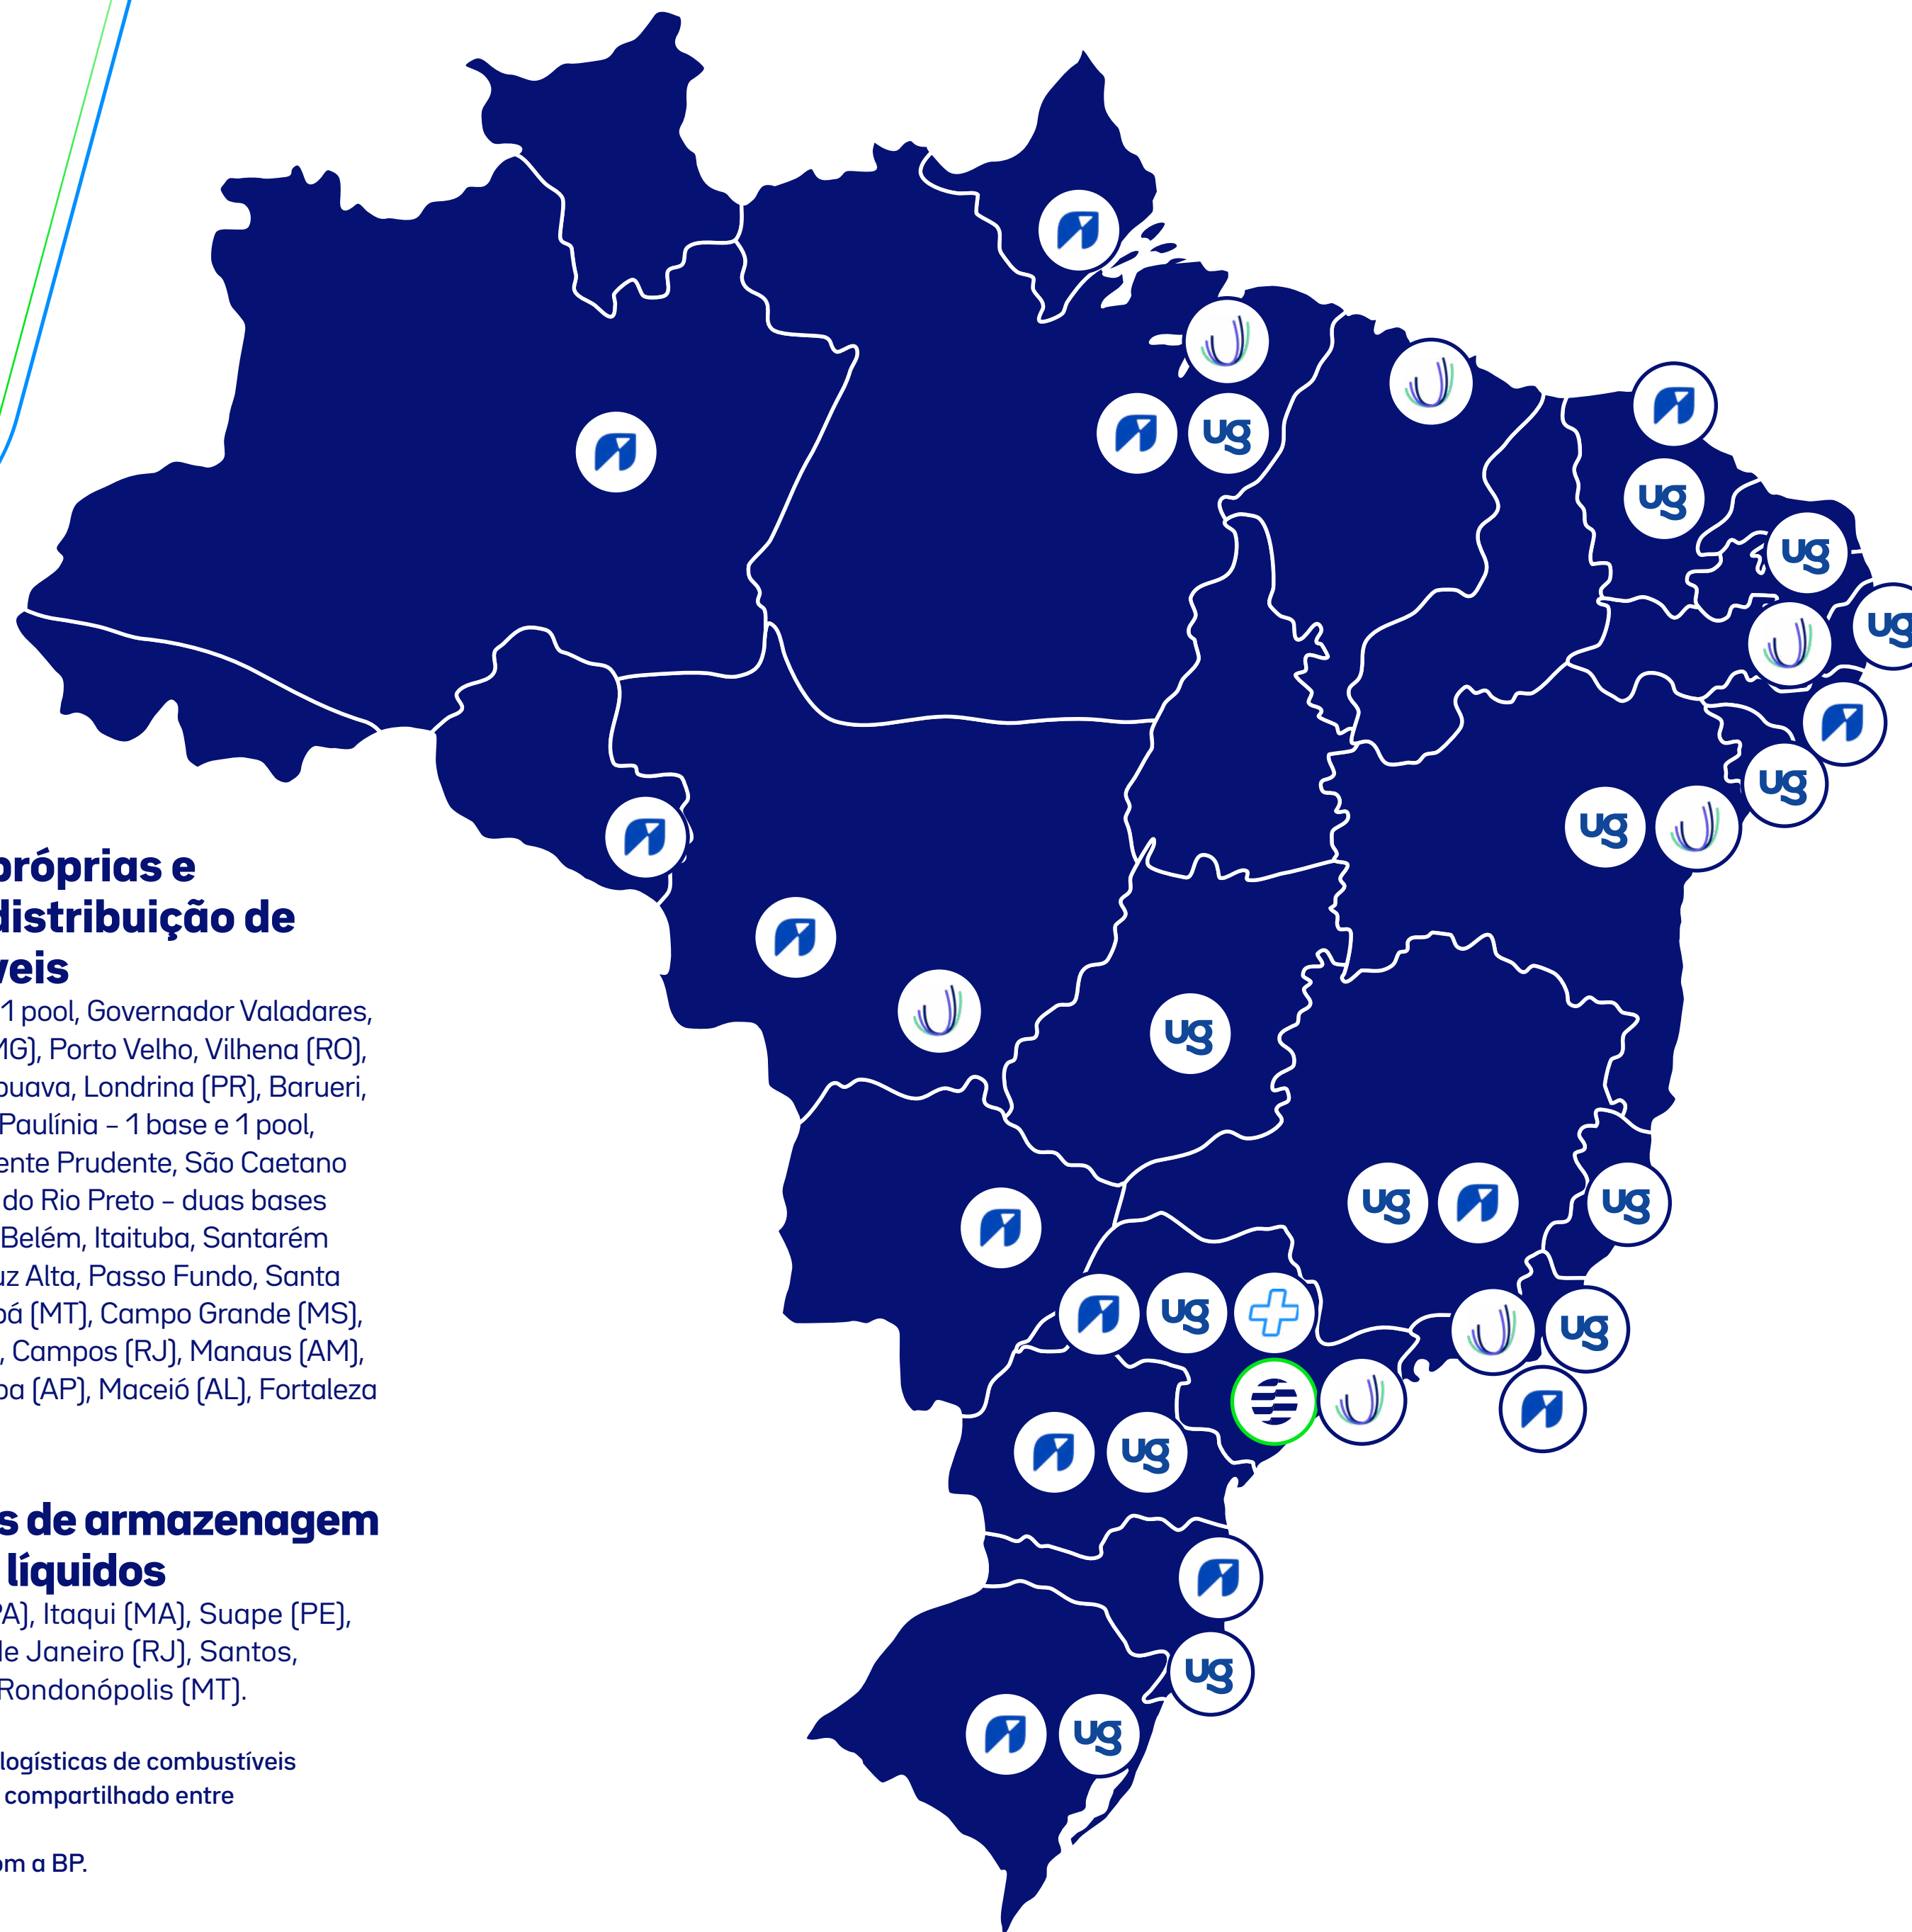 próprias e
distribuição de
veis
1 pool, Governador Valadares,
MG), Porto Velho, Vilhena (RO),
puava, Londrina (PR), Barueri,
Paulínia – 1 base e 1 pool,
ente Prudente, São Caetano
do Rio Preto – duas bases
Belém, Itaituba, Santarém
uz Alta, Passo Fundo, Santa
bá (MT), Campo Grande (MS),
, Campos (RJ), Manaus (AM),
pa (AP), Maceió (AL), Fortaleza
s de armazenagem
líquidos
PA), Itaqui (MA), Suape (PE),
de Janeiro (RJ), Santos,
Rondonópolis (MT).
logísticas de combustíveis
compartilhado entre
om a BP.
ug
ug
ug
ug
ug
ug
ug
ug
ug
ug
ug
ug
ug
ug